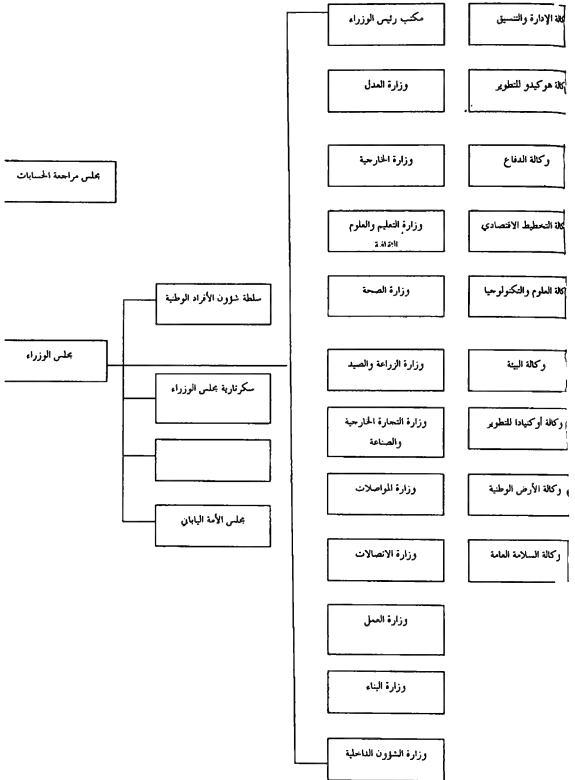 مكتب رئيس الوزراء
كالة الإدارة والتنسيق
وزارة العدل
كالة هوكيدو للتطوير
مجلس مراجعة الحسابات
وزارة الخارجية
وكالة الدفاع
وزارة التعليم والعلوم
الثقافة
كالة التخطيط الاقتصادي
سلطة شؤون الأفراد الوطنية
وزارة الصحة
كالة العلوم والتكنولوجيا
مجلس الوزراء
وزارة الزراعة والصيد
وكالة البيئة
سكرتارية مجلس الوزراء
وزارة التجارة الخارجية
والصناعة
وكالة أوكنيادا للتطوير
وزارة المواصلات
وكالة الأرض الوطنية
مجلس الأمة الياباني
وزارة الاتصالات
وكالة السلامة العامة
وزارة العمل
وزارة البناء
وزارة الشؤون الداخلية